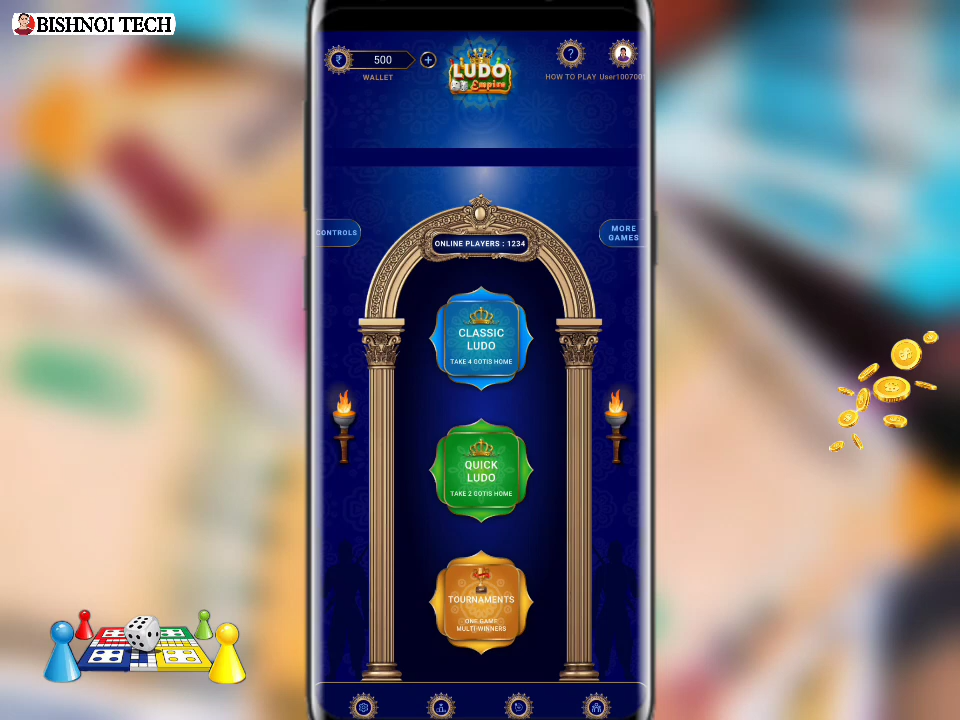 BISHNOI TECH
₹ 500 +
WALLET
LUDO
Empire
?
HOW TO PLAY
User1007001
CONTROLS
MORE
GAMES
ONLINE PLAYERS : 1234
CLASSIC
LUDO
TAKE 4 GOTIS HOME
QUICK
LUDO
TAKE 2 GOTIS HOME
TOURNAMENTS
ONE GAME
MULTI-WINNERS